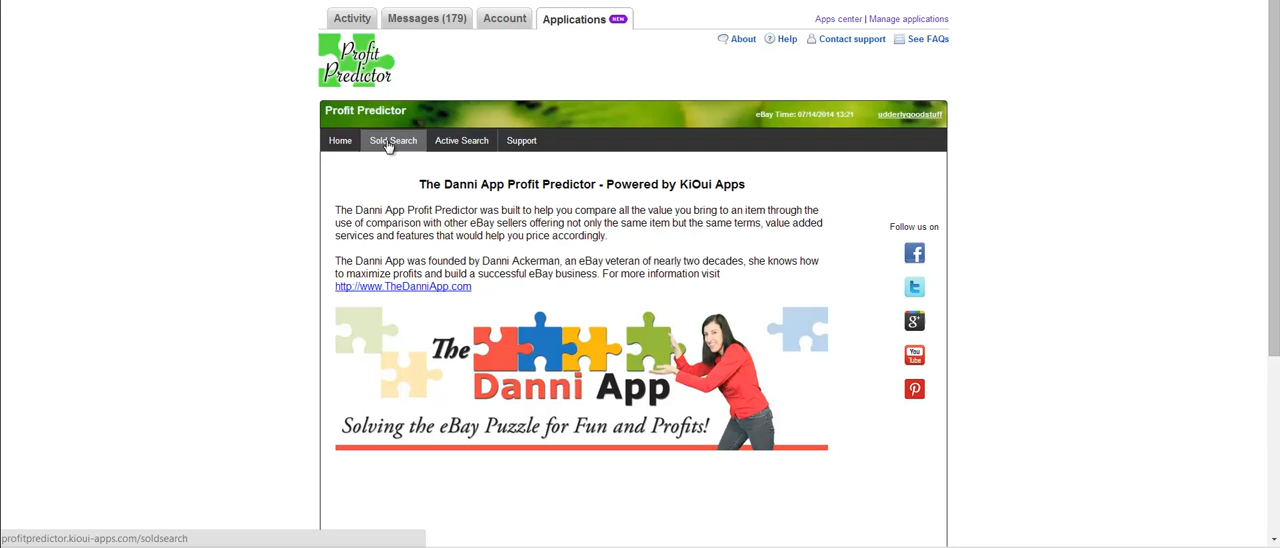 Activity Messages (179) Account Applications NEW
Apps center | Manage applications
About Help Contact support See FAQs
Profit
Predictor
Profit Predictor
eBay Time: 07/14/2014 13:21 udderlygoodstuff
Home Sold Search Active Search Support
The Danni App Profit Predictor - Powered by KiOui Apps
The Danni App Profit Predictor was built to help you compare all the value you bring to an item through the
use of comparison with other eBay sellers offering not only the same item but the same terms, value added
services and features that would help you price accordingly.
Follow us on
The Danni App was founded by Danni Ackerman, an eBay veteran of nearly two decades, she knows how
to maximize profits and build a successful eBay business. For more information visit
http://www.TheDanniApp.com
f
g+
You
Tube
The
Danni App
Solving the eBay Puzzle for Fun and Profits!
profitpredictor.kioui-apps.com/soldsearch